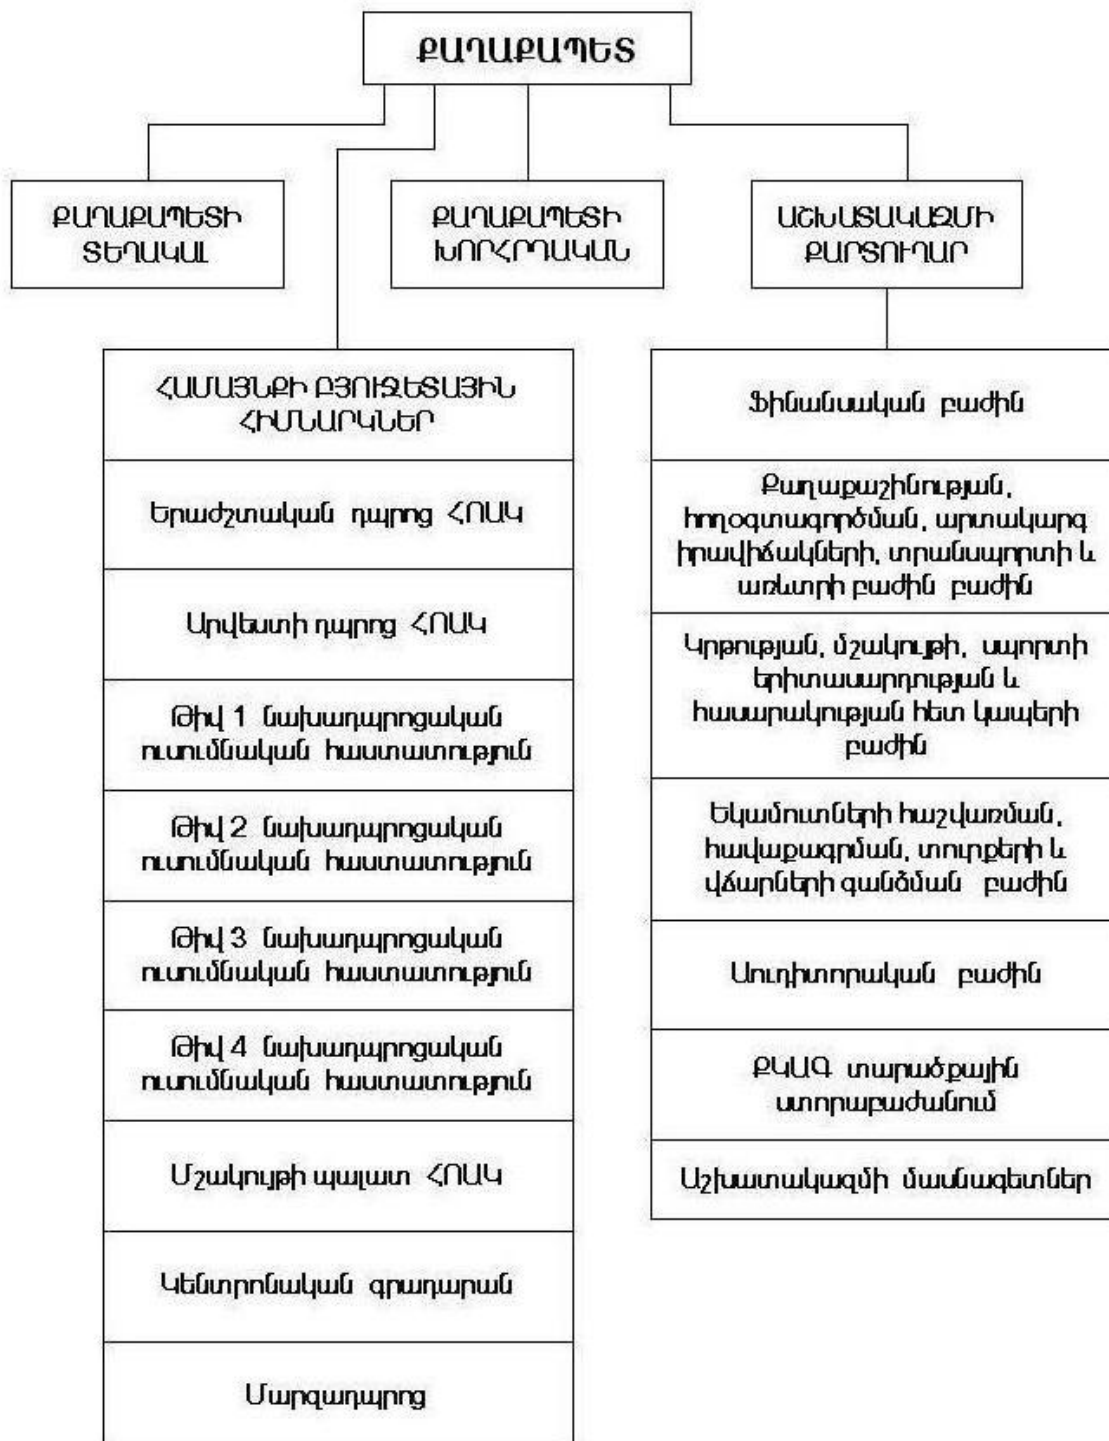 ՔԱՂԱՔԱՊԵՏ
ՔԱՂԱՔԱՊԵՏԻ
ՏԵՂԱԿԱԼ
ՔԱՂԱՔԱՊԵՏԻ
ԽՈՐՀՐԴԱԿԱՆ
ԱՇԽԱՏԱԿԱԶՄԻ
ՔԱՐՏՈՒՂԱՐ
ՀԱՄԱՅՆՔԻ ԲՅՈՒՋԵՏԱՅԻՆ
ՀԻՄՆԱՐԿՆԵՐ
Երաժշտական դպրոց ՀՈԱԿ
Արվեստի դպրոց ՀՈԱԿ
Թիվ 1 նախադպրոցական
ուսումնական հաստատություն
Թիվ 2 նախադպրոցական
ուսումնական հաստատություն
Թիվ 3 նախադպրոցական
ուսումնական հաստատություն
Թիվ 4 նախադպրոցական
ուսումնական հաստատություն
Մշակույթի պալատ ՀՈԱԿ
Կենտրոնական գրադարան
Մարզադպրոց
Ֆինանսական բաժին
Քաղաքաշինության,
հողօգտագործման, արտակարգ
իրավիճակների, տրանսպորտի և
առևտրի բաժին բաժին
Կրթության, մշակույթի, սպորտի
երիտասարդության և
հասարակության հետ կապերի
բաժին
Եկամուտների հաշվառման,
հավաքագրման, տուրքերի և
վճարների գանձման բաժին
Աուդիտորական բաժին
ՔԿԱԳ տարածքային
ստորաբաժանում
Աշխատակազմի մասնագետներ